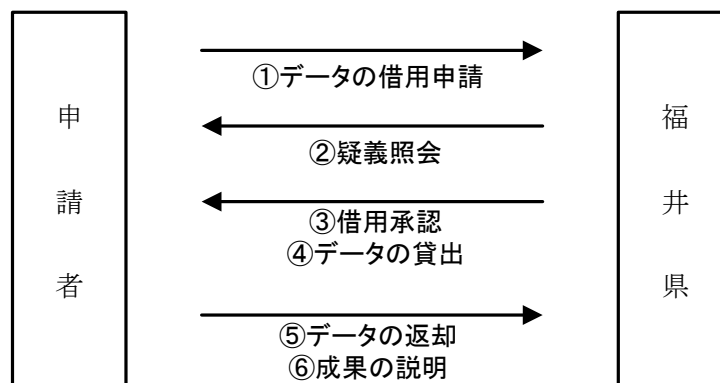 申請者
①データの借用申請
②疑義照会
③借用承認
④データの貸出
⑤データの返却
⑥成果の説明
福井県